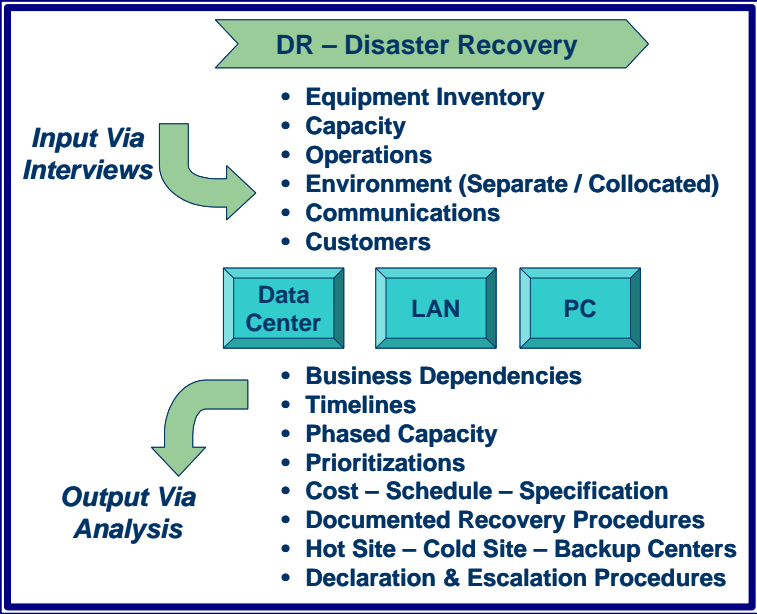 DR – Disaster Recovery
Input Via
Interviews
• Equipment Inventory
• Capacity
• Operations
• Environment (Separate / Collocated)
• Communications
• Customers
Data
Center
LAN
PC
Output Via
Analysis
• Business Dependencies
• Timelines
• Phased Capacity
• Prioritizations
• Cost – Schedule – Specification
• Documented Recovery Procedures
• Hot Site – Cold Site – Backup Centers
• Declaration & Escalation Procedures